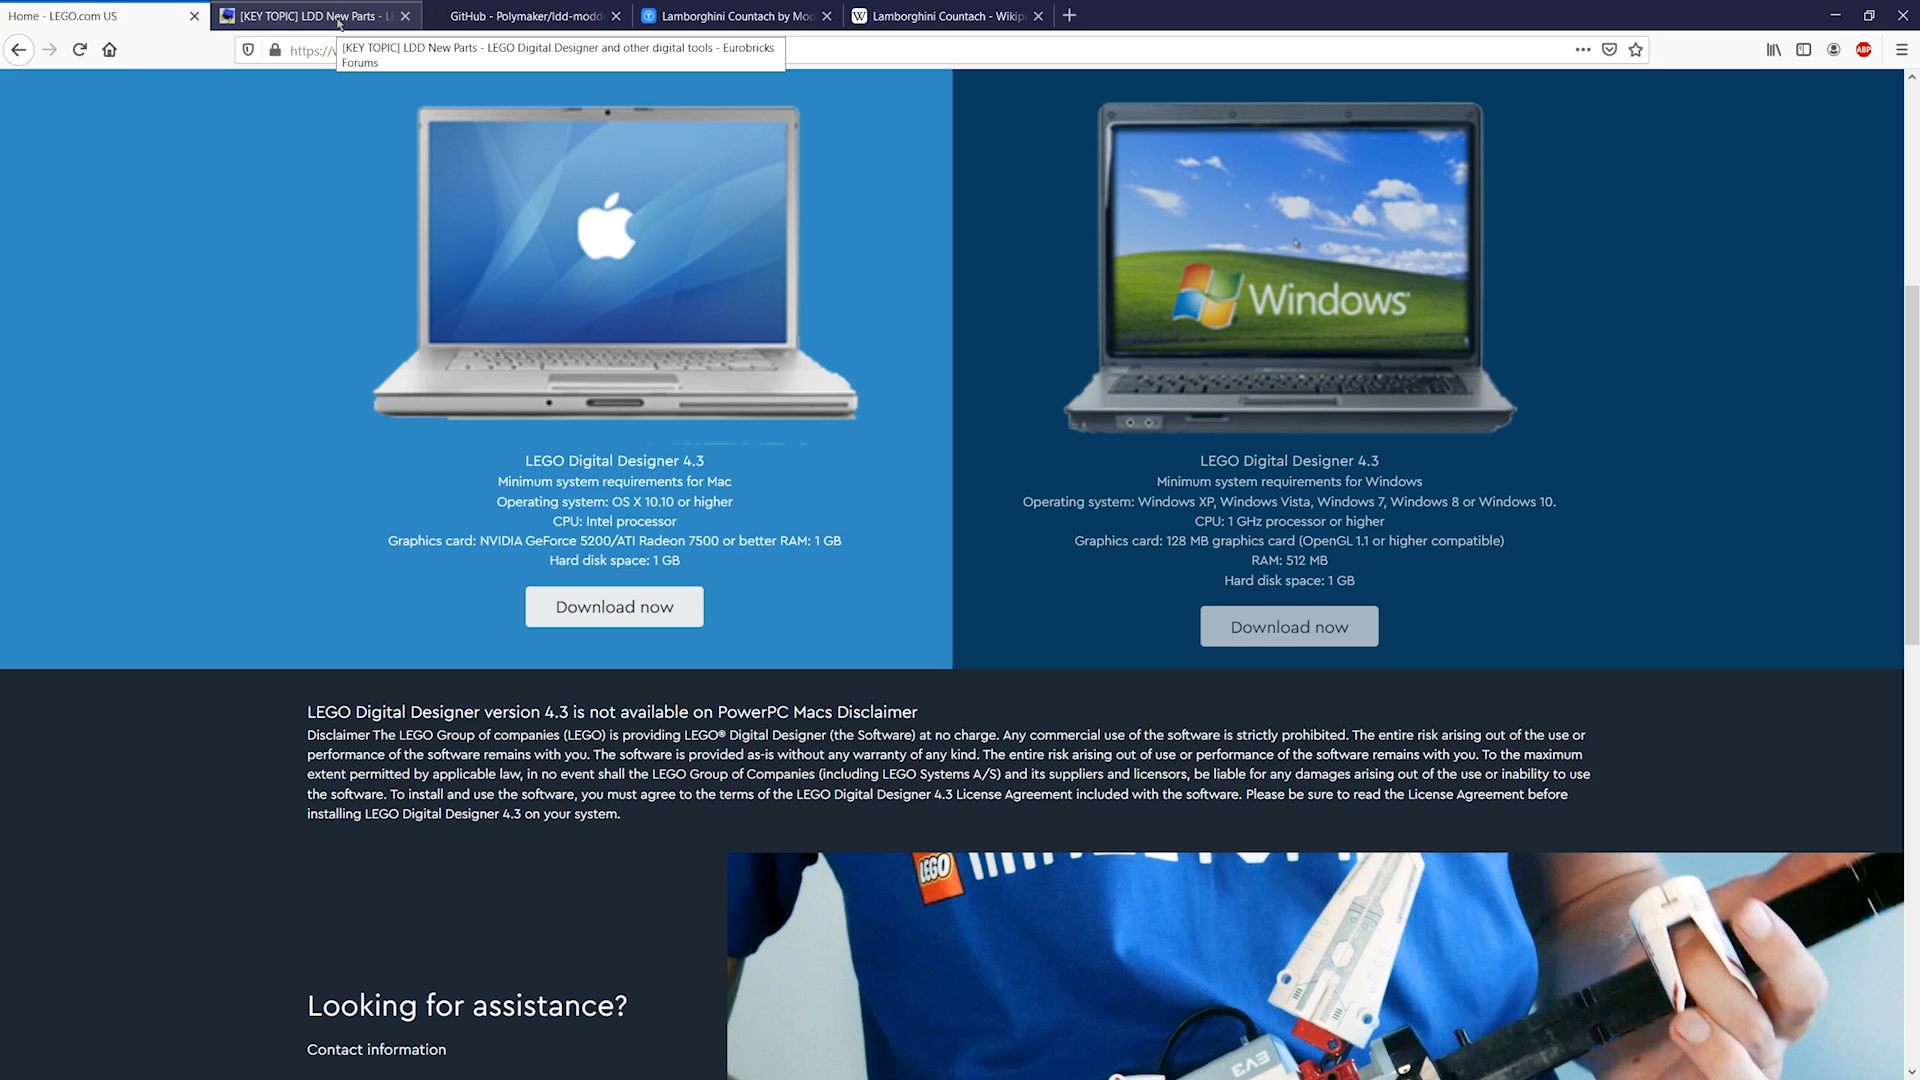 Home - LEGO.com US
[KEY TOPIC] LDD New Parts - LE
GitHub - Polymaker/ldd-modd
Lamborghini Countach by Moc
Lamborghini Countach - Wikip
https://w
[KEY TOPIC] LDD New Parts - LEGO Digital Designer and other digital tools - Eurobricks
Forums
ABP
Windows
LEGO Digital Designer 4.3
Minimum system requirements for Mac
Operating system: OS X 10.10 or higher
CPU: Intel processor
Graphics card: NVIDIA GeForce 5200/ATI Radeon 7500 or better RAM: 1 GB
Hard disk space: 1 GB
Download now
LEGO Digital Designer 4.3
Minimum system requirements for Windows
Operating system: Windows XP, Windows Vista, Windows 7, Windows 8 or Windows 10.
CPU: 1 GHz processor or higher
Graphics card: 128 MB graphics card (OpenGL 1.1 or higher compatible)
RAM: 512 MB
Hard disk space: 1 GB
Download now
LEGO Digital Designer version 4.3 is not available on PowerPC Macs Disclaimer
Disclaimer The LEGO Group of companies (LEGO) is providing LEGO® Digital Designer (the Software) at no charge. Any commercial use of the software is strictly prohibited. The entire risk arising out of the use or
performance of the software remains with you. The software is provided as-is without any warranty of any kind. The entire risk arising out of use or performance of the software remains with you. To the maximum
extent permitted by applicable law, in no event shall the LEGO Group of Companies (including LEGO Systems A/S) and its suppliers and licensors, be liable for any damages arising out of the use or inability to use
the software. To install and use the software, you must agree to the terms of the LEGO Digital Designer 4.3 License Agreement included with the software. Please be sure to read the License Agreement before
installing LEGO Digital Designer 4.3 on your system.
LEGO
EV3
Looking for assistance?
Contact information